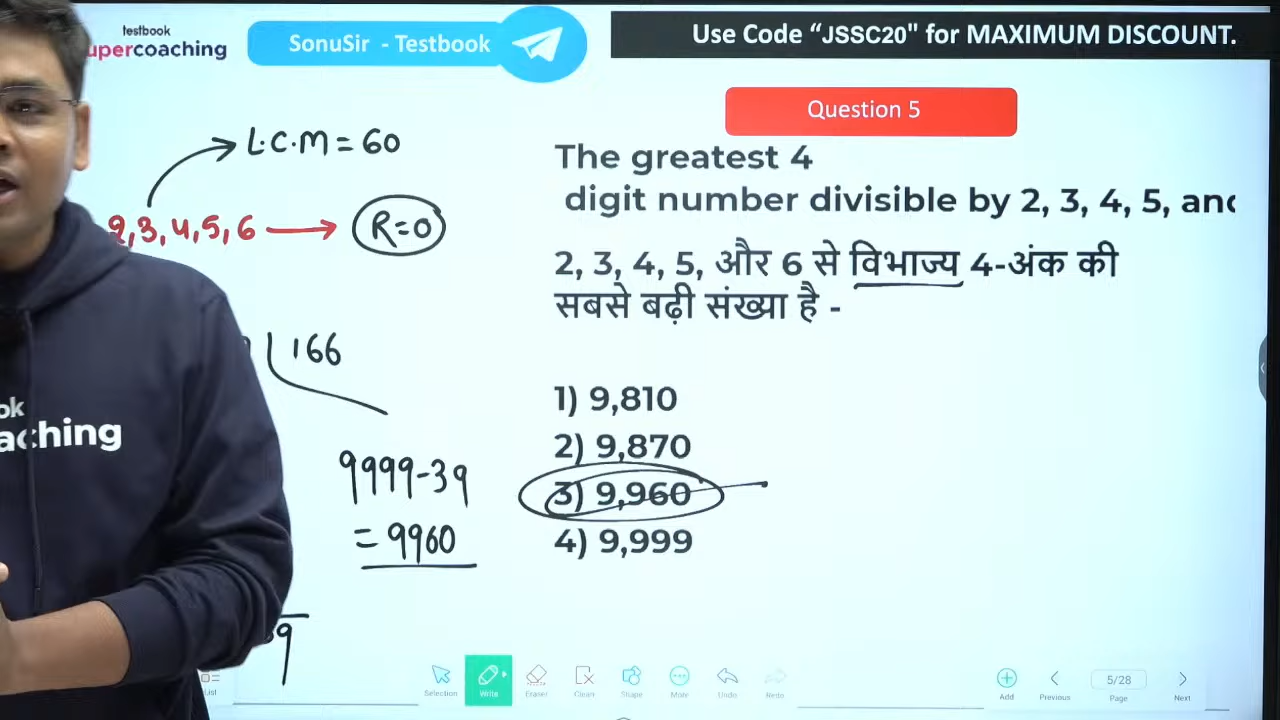 testbook
supercoaching
SonuSir - Testbook
Use Code “JSSC20" for MAXIMUM DISCOUNT.
Question 5
L.C.M = 60
2,3,4,5,6
R=0
The greatest 4
digit number divisible by 2, 3, 4, 5, and
2, 3, 4, 5, और 6 से विभाज्य 4-अंक की
सबसे बढ़ी संख्या है -
166
1) 9,810
2) 9,870
3) 9,960
4) 9,999
9999-39
= 9960
39
ok
aching
List
Selection
Write
Eraser
Clear
Shape
More
Undo
Redo
Add
Previous
5/28
Page
Next